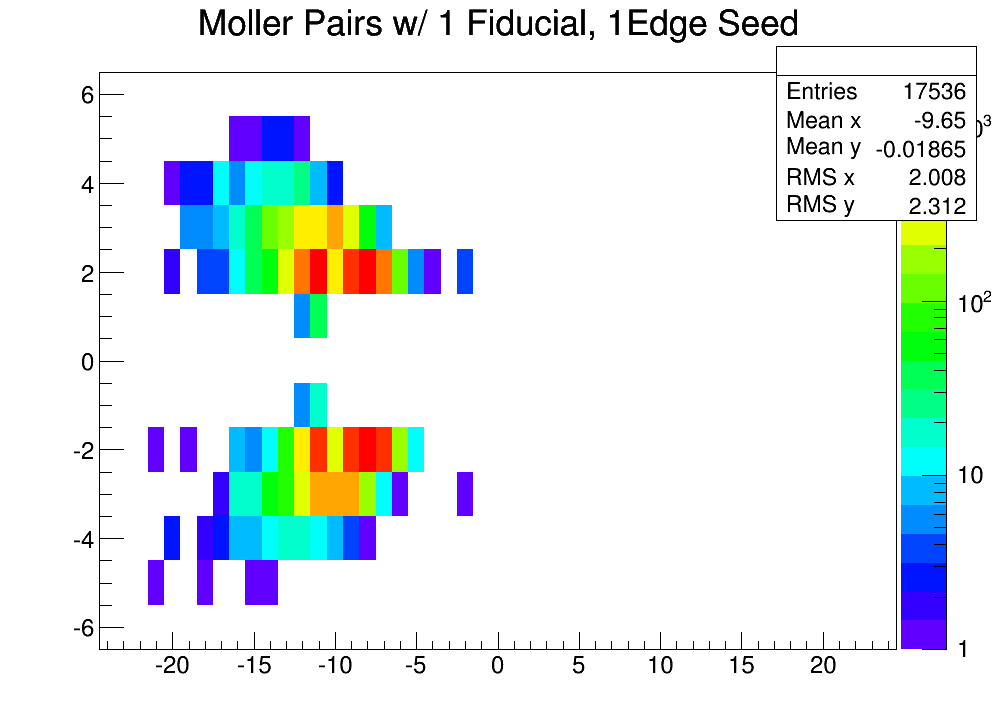 Moller Pairs w/ 1 Fiducial, 1Edge Seed
Entries 17536
Mean x -9.65
Mean y -0.01865
RMS x 2.008
RMS y 2.312
6
4
2
0
-2
-4
-6
-20 -15 -10 -5 0 5 10 15 20
3
10²
10
1